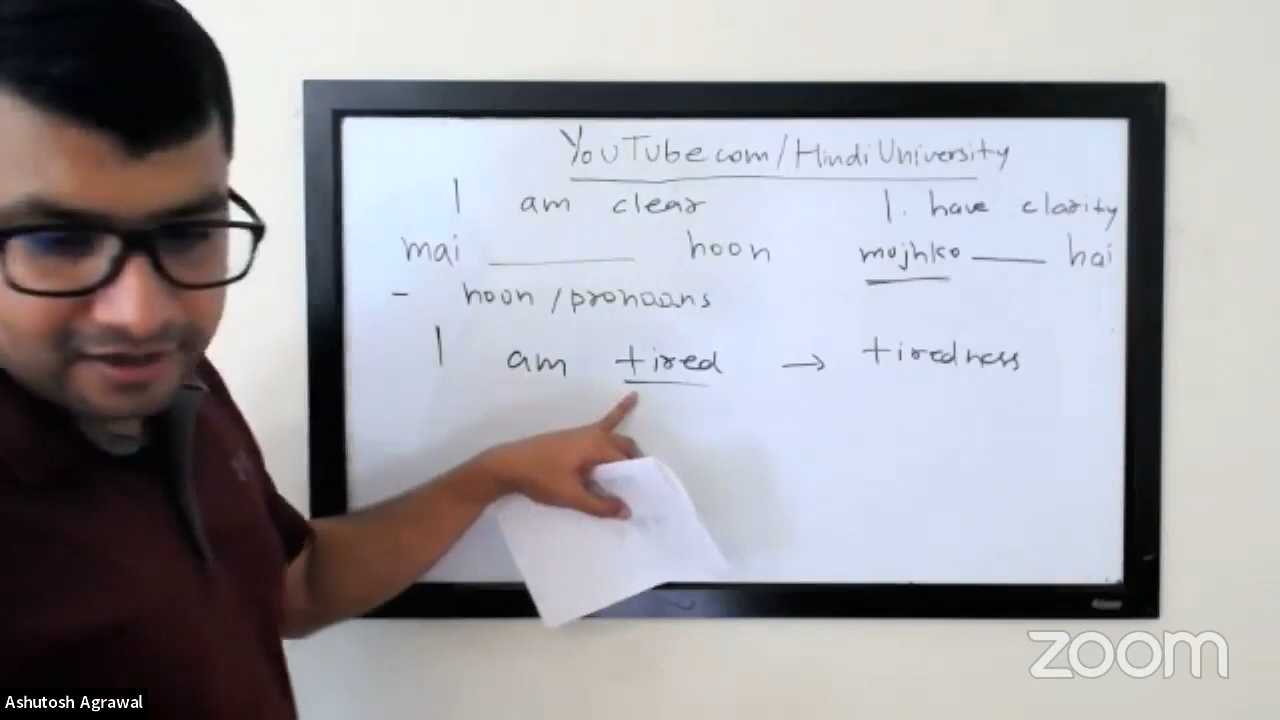 YouTube.com/HindiUniversity
I am clear I have clarity
mai ______ hoon mujhko ____ hai
- hoon / pronouns
I am tired → tiredness
zoom
Ashutosh Agrawal